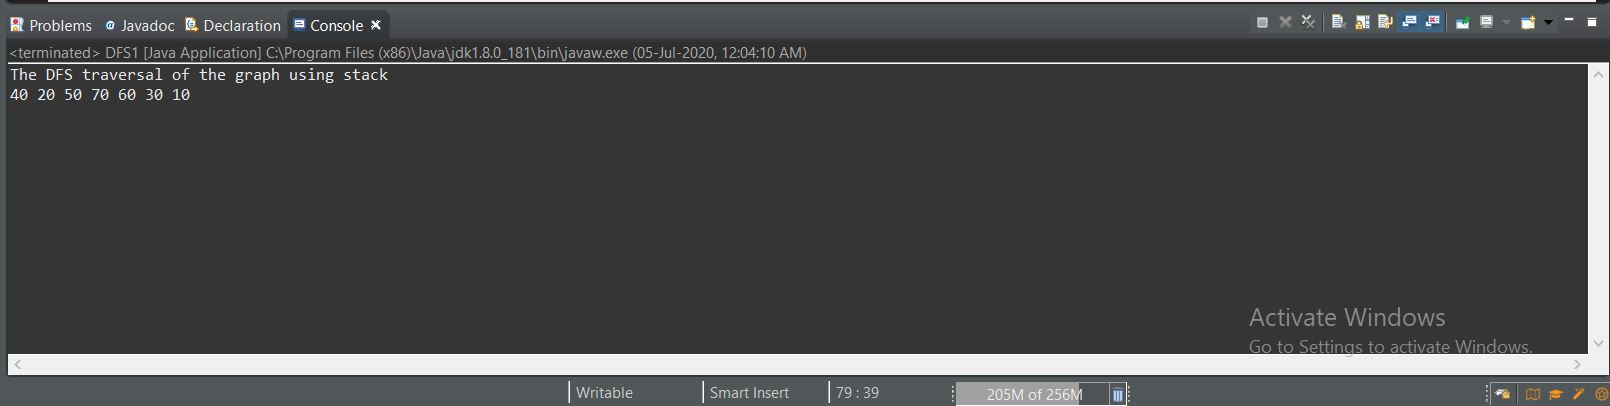 Problems @ Javadoc Declaration Console
<terminated> DFS1 [Java Application] C:\Program Files (x86)\Java\jdk1.8.0_181\bin\javaw.exe (05-Jul-2020, 12:04:10 AM)
The DFS traversal of the graph using stack
40 20 50 70 60 30 10
Activate Windows
Go to Settings to activate Windows.
Writable Smart Insert 79 : 39 205M of 256M